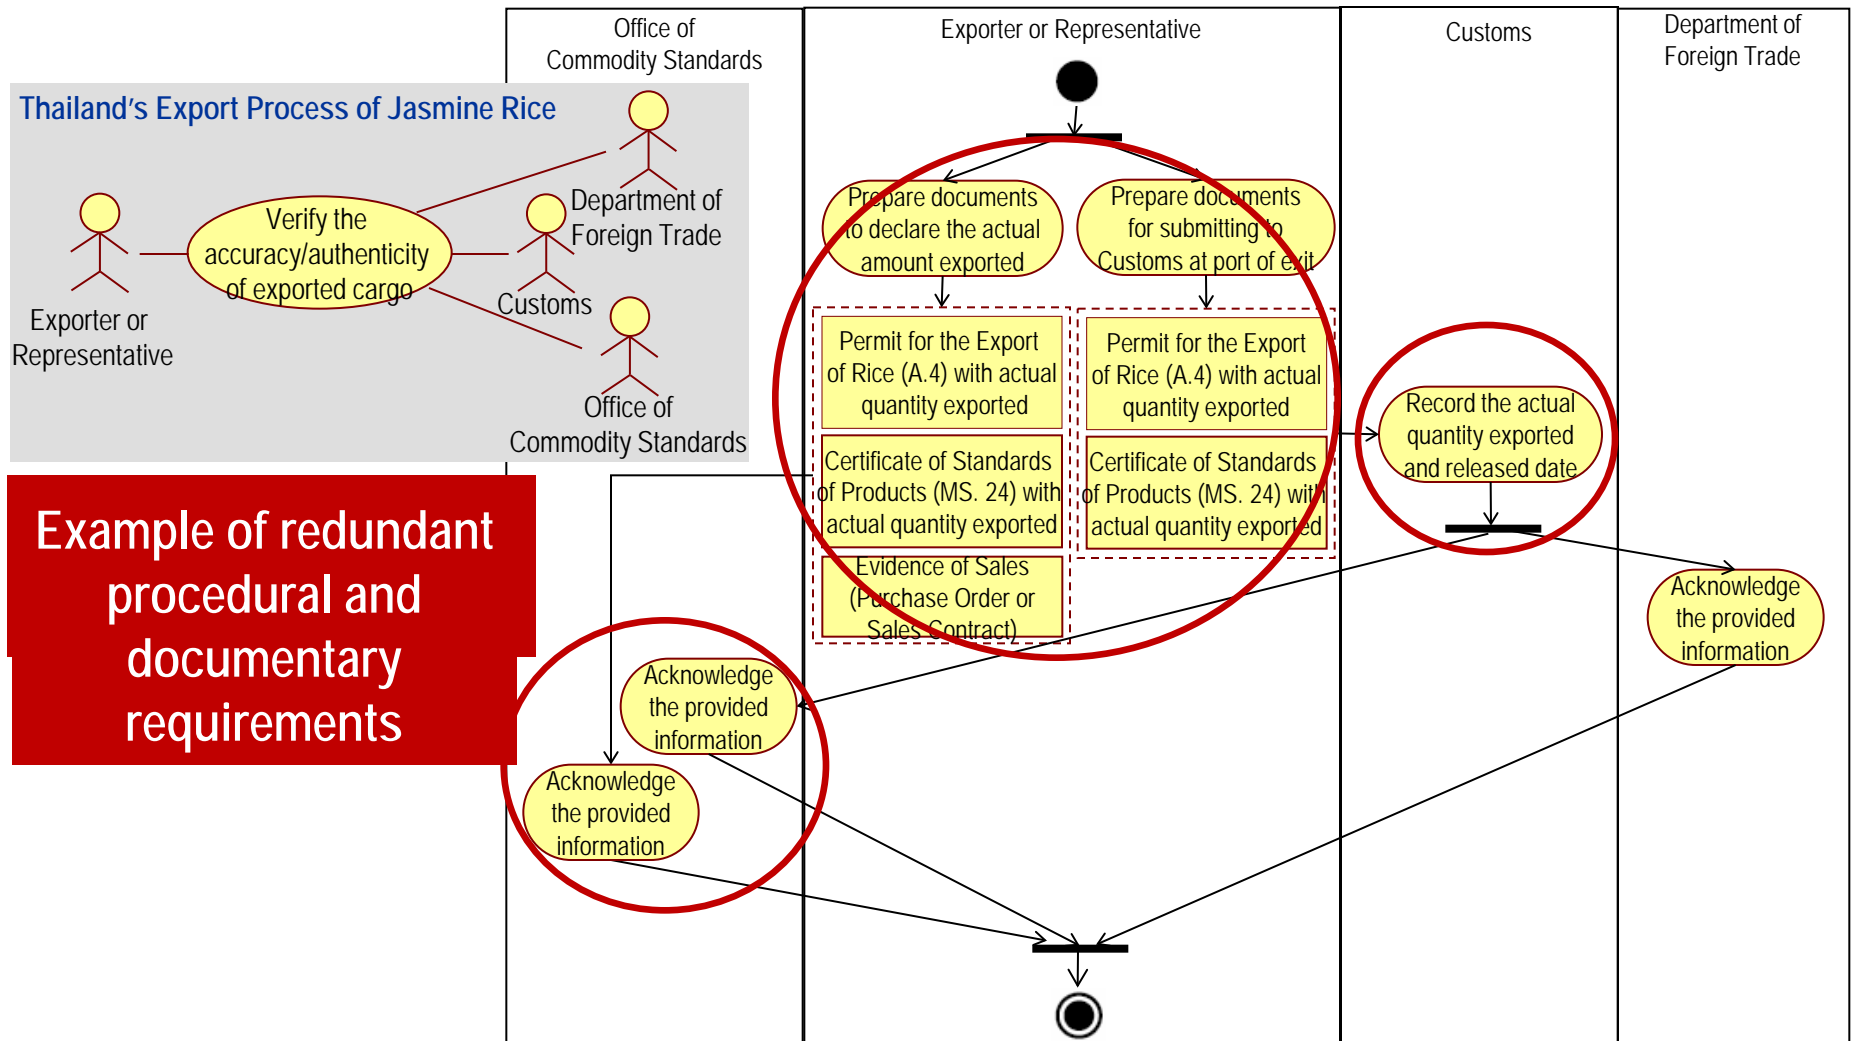 Office of
Commodity Standards
Exporter or Representative
Customs
Department of
Foreign Trade
Thailand's Export Process of Jasmine Rice
Verify the
accuracy/authenticity
of exported cargo
Exporter or
Representative
Department of
Foreign Trade
Customs
Office of
Commodity Standards
Example of redundant
procedural and
documentary
requirements
Prepare documents
to declare the actual
amount exported
Prepare documents
for submitting to
Customs at port of exit
Permit for the Export
of Rice (A.4) with actual
quantity exported
Certificate of Standards
of Products (MS. 24) with
actual quantity exported
Evidence of Sales
(Purchase Order or
Sales Contract)
Permit for the Export
of Rice (A.4) with actual
quantity exported
Certificate of Standards
of Products (MS. 24) with
actual quantity exported
Record the actual
quantity exported
and released date
Acknowledge
the provided
information
Acknowledge
the provided
information
Acknowledge
the provided
information